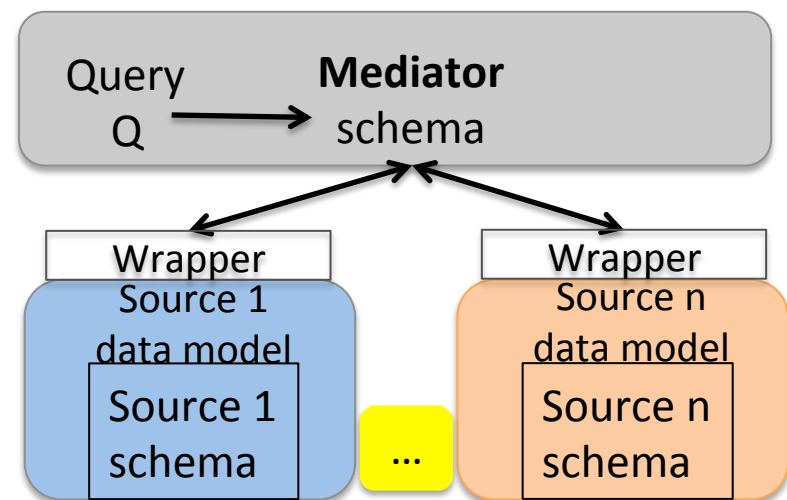 Query
Q
Mediator
schema
Wrapper
Source 1
data model
Source 1
schema
...
Wrapper
Source n
data model
Source n
schema